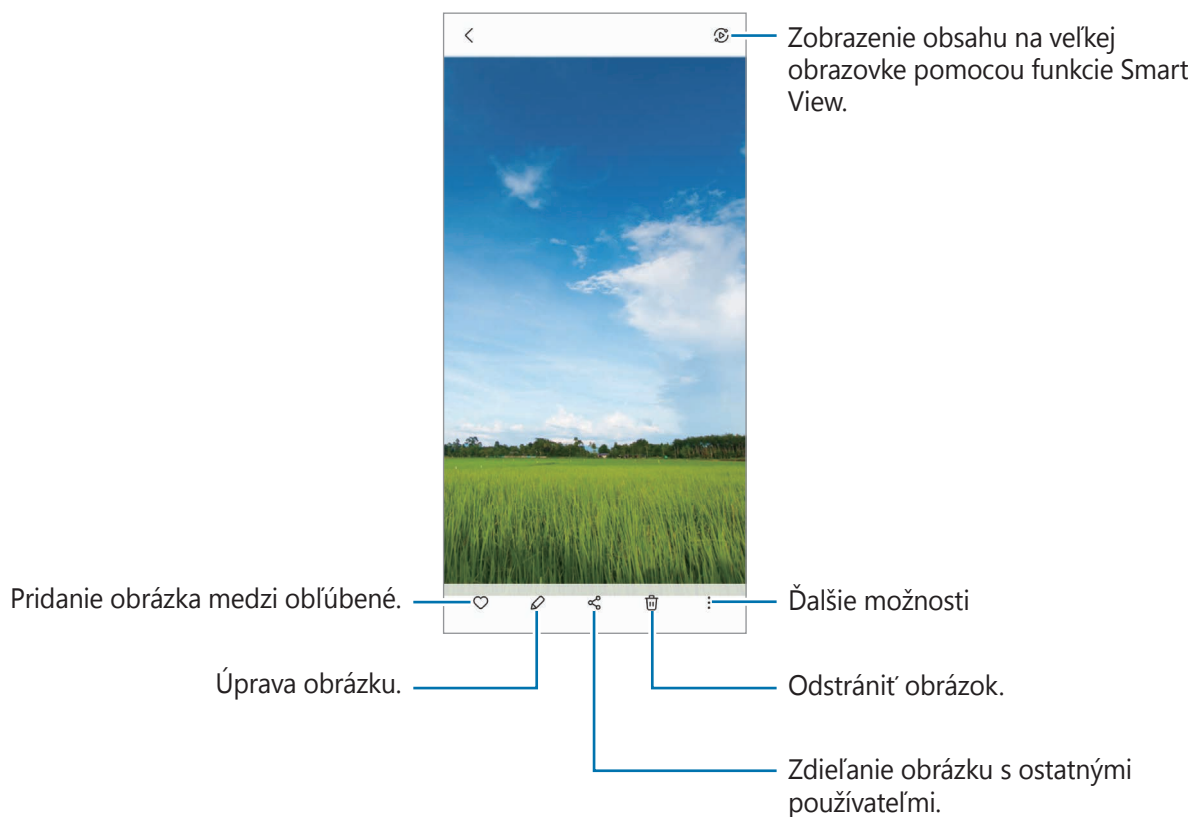 Zobrazenie obsahu na veľkej
obrazovke pomocou funkcie Smart
View.
Pridanie obrázka medzi obľúbené.
Ďalšie možnosti
Úprava obrázku.
Odstrániť obrázok.
Zdieľanie obrázku s ostatnými
používateľmi.